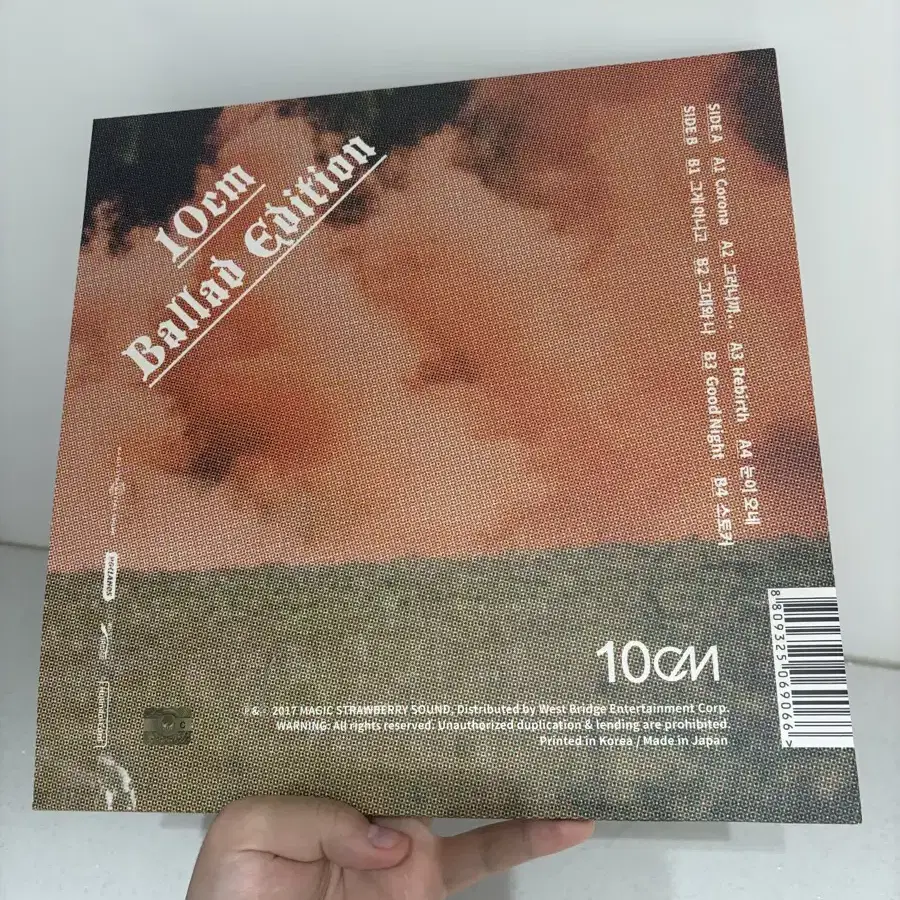 10cm
Ballad Edition
SIDE A A1 Corona A2 그러니까... A3 Rebirth A4 눈이 오네
SIDE B B1 그게 아니고 B2 그대와 나 B3 Good Night B4 스토커
10CM
℗ & 2017 MAGIC STRAWBERRY SOUND, Distributed by West Bridge Entertainment Corp.
WARNING: All rights reserved. Unauthorized duplication & lending are prohibited.
Printed in Korea / Made in Japan
8 809325 069066 >